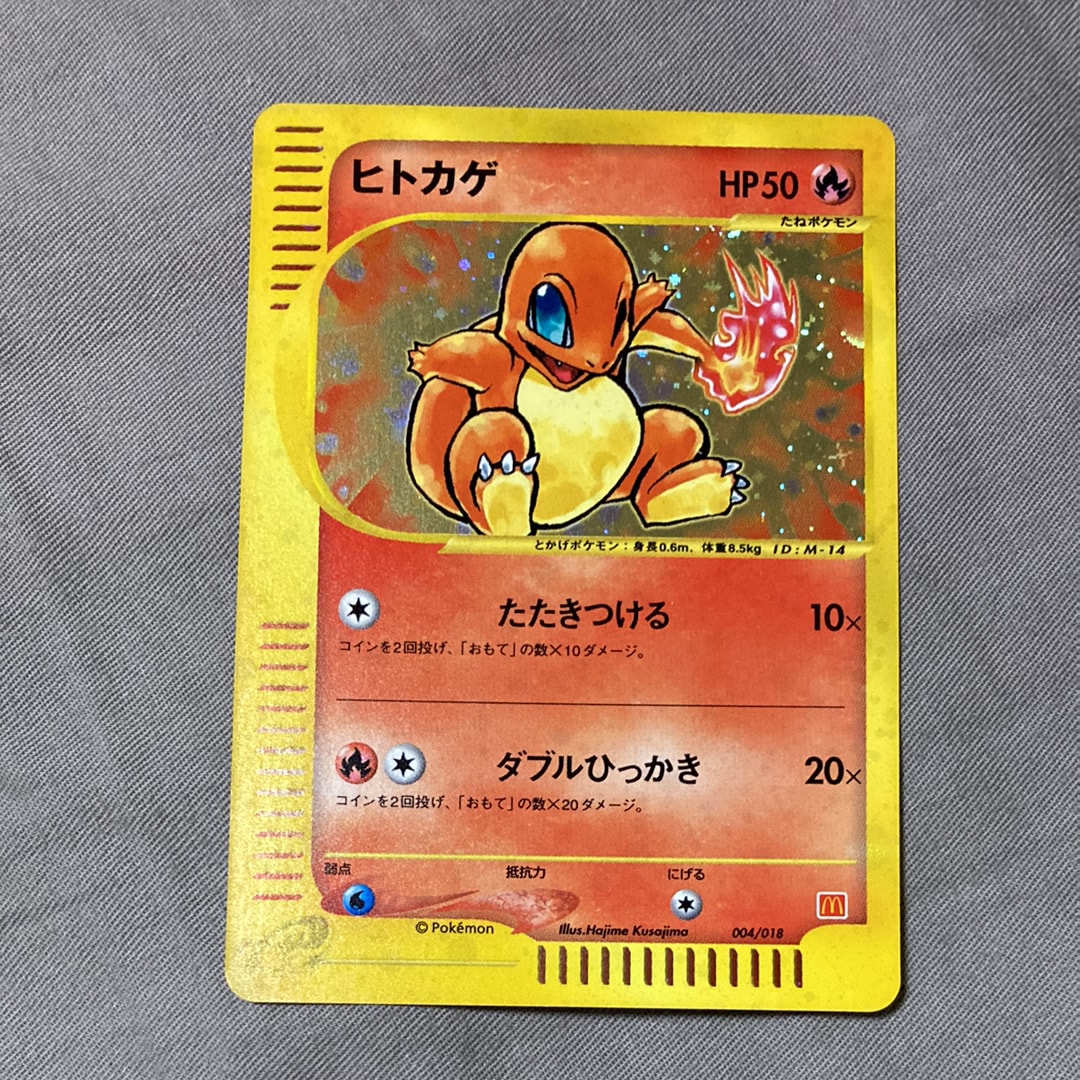 ヒトカゲ HP50
たねポケモン
とかげポケモン：身長0.6m、体重8.5kg ID:M-14
たたきつける 10×
コインを2回投げ、「おもて」の数×10ダメージ。
ダブルひっかき 20×
コインを2回投げ、「おもて」の数×20ダメージ。
弱点 抵抗力 にげる
© Pokémon Illus.Hajime Kusajima 004/018